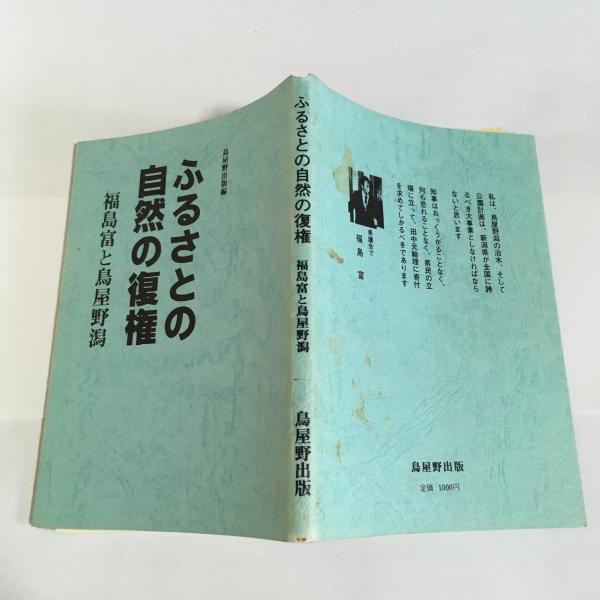 鳥屋野出版編
ふるさとの
自然の復権
福島富と鳥屋野潟
ふるさとの自然の復権
福島富と鳥屋野潟
鳥屋野出版
私は、鳥屋野潟の治水、そして
公園計画は、新潟県が全国に誇
るべき大事業としなければなら
ないと思います
知事はおっくうがることなく、
何も恐れることなく、県民の立
場に立って、田中元総理に寄付
を求めてしかるべきであります
県議会で
福島 富
鳥屋野出版
定価 1000円